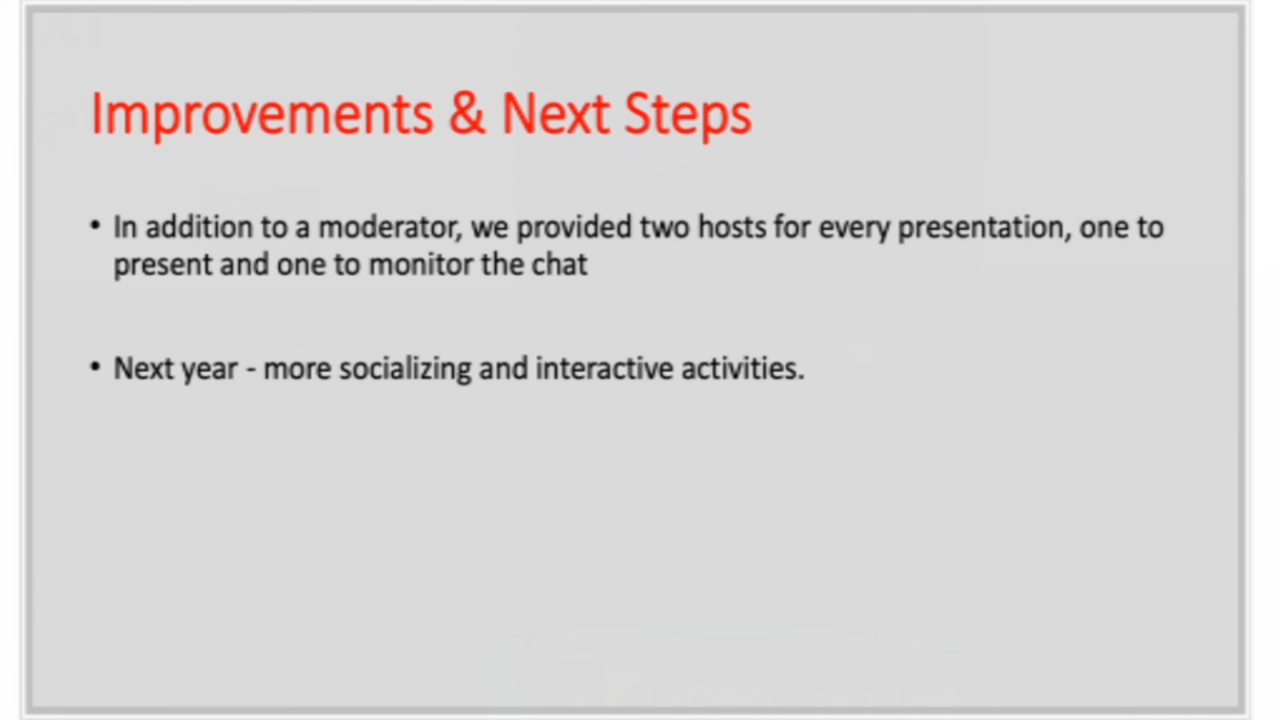 Improvements & Next Steps
• In addition to a moderator, we provided two hosts for every presentation, one to
present and one to monitor the chat
• Next year - more socializing and interactive activities.